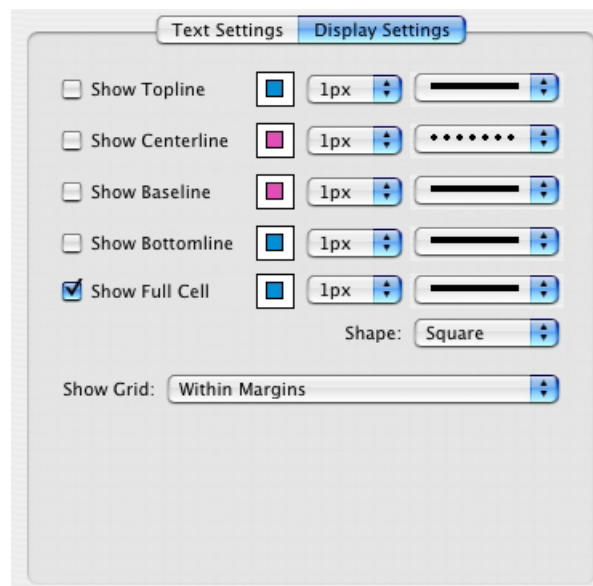 Text Settings Display Settings
Show Topline 1px
Show Centerline 1px
Show Baseline 1px
Show Bottomline 1px
Show Full Cell 1px
Shape: Square
Show Grid: Within Margins